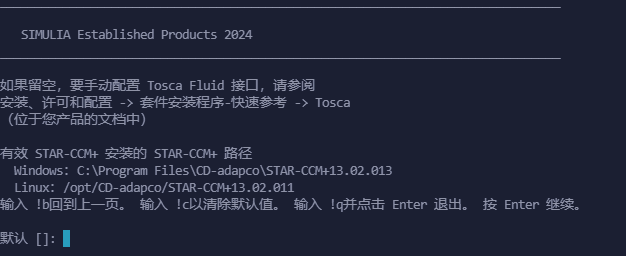 SIMULIA Established Products 2024
如果留空，要手动配置 Tosca Fluid 接口，请参阅
安装、许可和配置 -> 套件安装程序-快速参考 -> Tosca
（位于您产品的文档中）
有效 STAR-CCM+ 安装的 STAR-CCM+ 路径
Windows: C:\Program Files\CD-adapco\STAR-CCM+13.02.013
Linux: /opt/CD-adapco/STAR-CCM+13.02.011
输入 !b回到上一页。 输入 !c以清除默认值。 输入 !q并点击 Enter 退出。 按 Enter 继续。
默认 []: